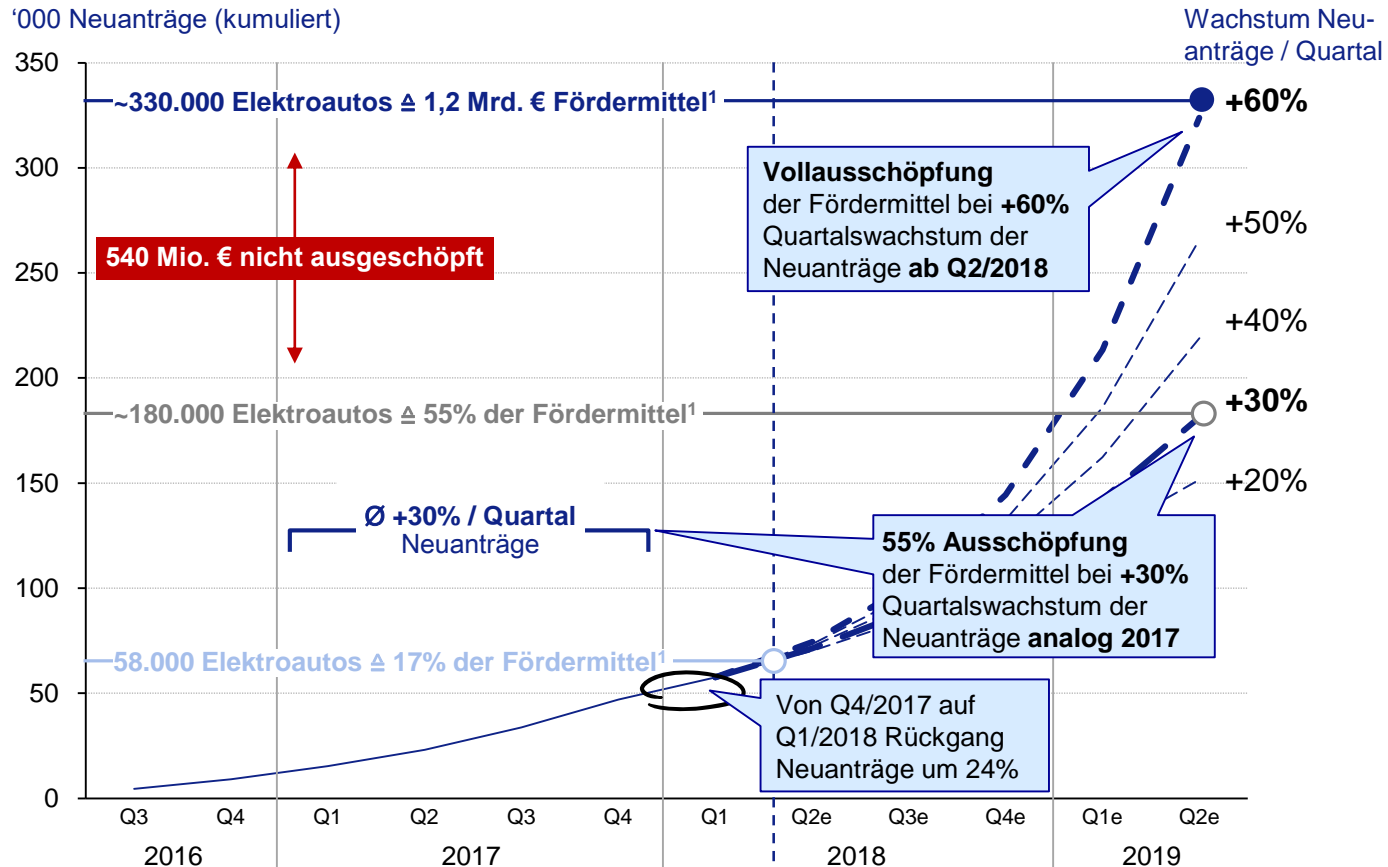 '000 Neuanträge (kumuliert)
Wachstum Neu-
anträge / Quartal
350
300
250
200
150
100
50
0
~330.000 Elektroautos ≙ 1,2 Mrd. € Fördermittel¹
+60%
+50%
+40%
+30%
+20%
Vollausschöpfung
der Fördermittel bei +60%
Quartalswachstum der
Neuanträge ab Q2/2018
540 Mio. € nicht ausgeschöpft
~180.000 Elektroautos ≙ 55% der Fördermittel¹
Ø +30% / Quartal
Neuanträge
55% Ausschöpfung
der Fördermittel bei +30%
Quartalswachstum der
Neuanträge analog 2017
58.000 Elektroautos ≙ 17% der Fördermittel¹
Von Q4/2017 auf
Q1/2018 Rückgang
Neuanträge um 24%
Q3 Q4 Q1 Q2 Q3 Q4 Q1 Q2e Q3e Q4e Q1e Q2e
2016 2017 2018 2019